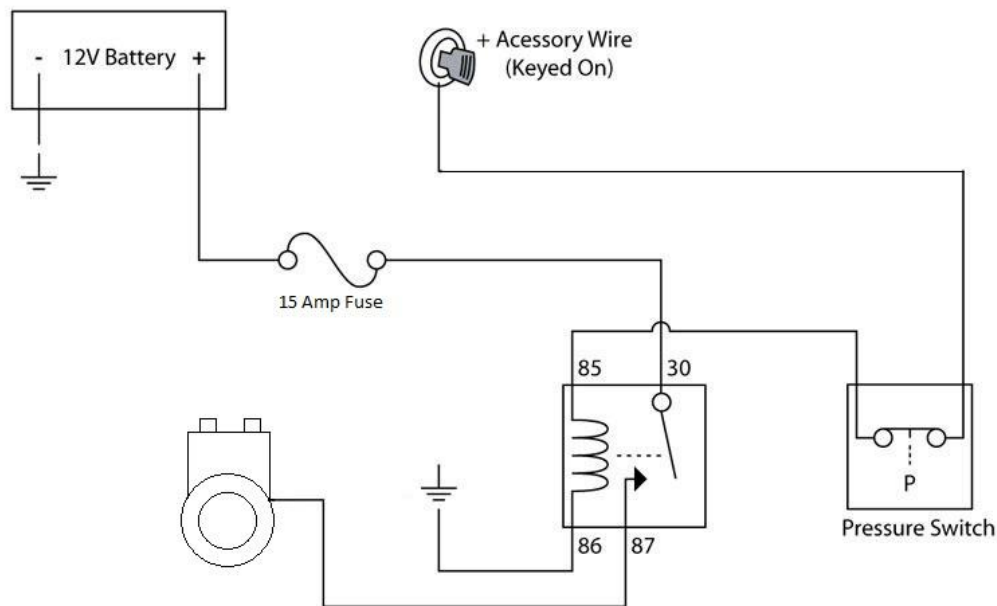 - 12V Battery +
+ Acessory Wire
(Keyed On)
15 Amp Fuse
85 30
86 87
P
Pressure Switch